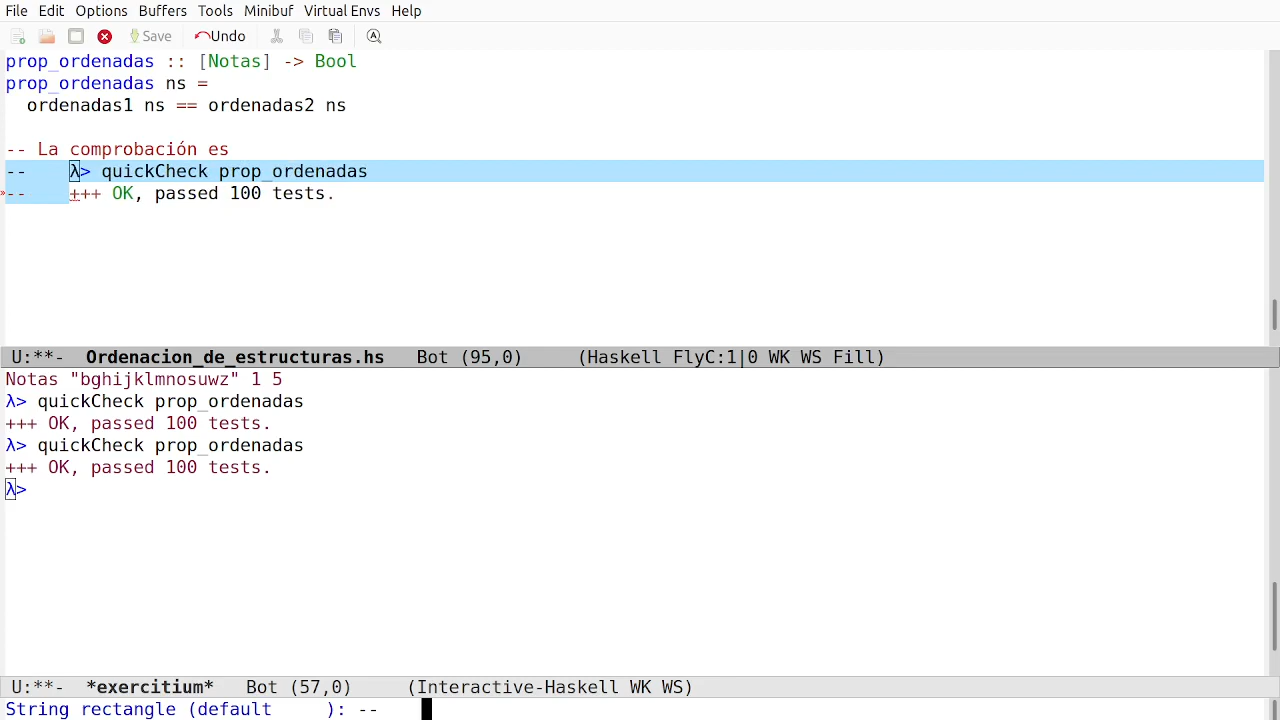 File Edit Options Buffers Tools Minibuf Virtual Envs Help
Save Undo
prop_ordenadas :: [Notas] -> Bool
prop_ordenadas ns =
  ordenadas1 ns == ordenadas2 ns
-- La comprobación es
--    λ> quickCheck prop_ordenadas
»--    +++ OK, passed 100 tests.
U:**-  Ordenacion_de_estructuras.hs   Bot (95,0)      (Haskell FlyC:1|0 WK WS Fill)
Notas "bghijklmnosuwz" 1 5
λ> quickCheck prop_ordenadas
+++ OK, passed 100 tests.
λ> quickCheck prop_ordenadas
+++ OK, passed 100 tests.
λ>
U:**-  *exercitium*   Bot (57,0)     (Interactive-Haskell WK WS)
String rectangle (default     ): --